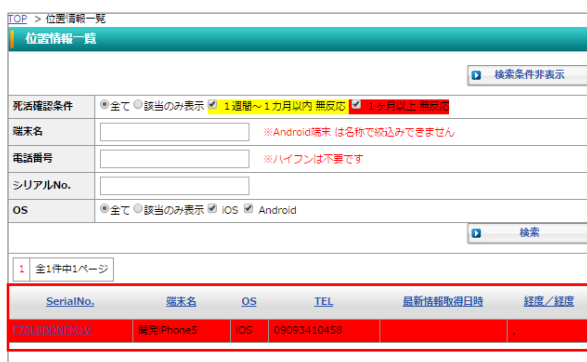 TOP > 位置情報一覧
位置情報一覧
検索条件非表示
死活確認条件 全て 該当のみ表示 1週間～1カ月以内 無反応 1ヶ月以上 無反応
端末名 ※Android端末 は名称で絞込みできません
電話番号 ※ハイフンは不要です
シリアルNo.
OS 全て 該当のみ表示 iOS Android
検索
1 全1件中1ページ
SerialNo. 端末名 OS TEL 最新情報取得日時 経度／経度
開発iPhone5 iOS 09093410458 ,